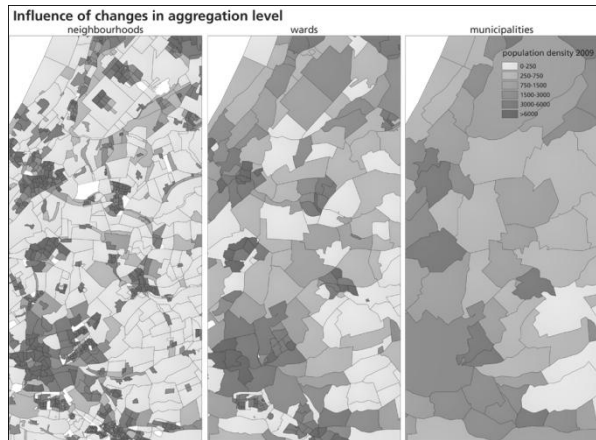 Influence of changes in aggregation level
neighbourhoods
wards
municipalities
population density 2009
0-250
250-750
750-1500
1500-3000
3000-6000
>6000